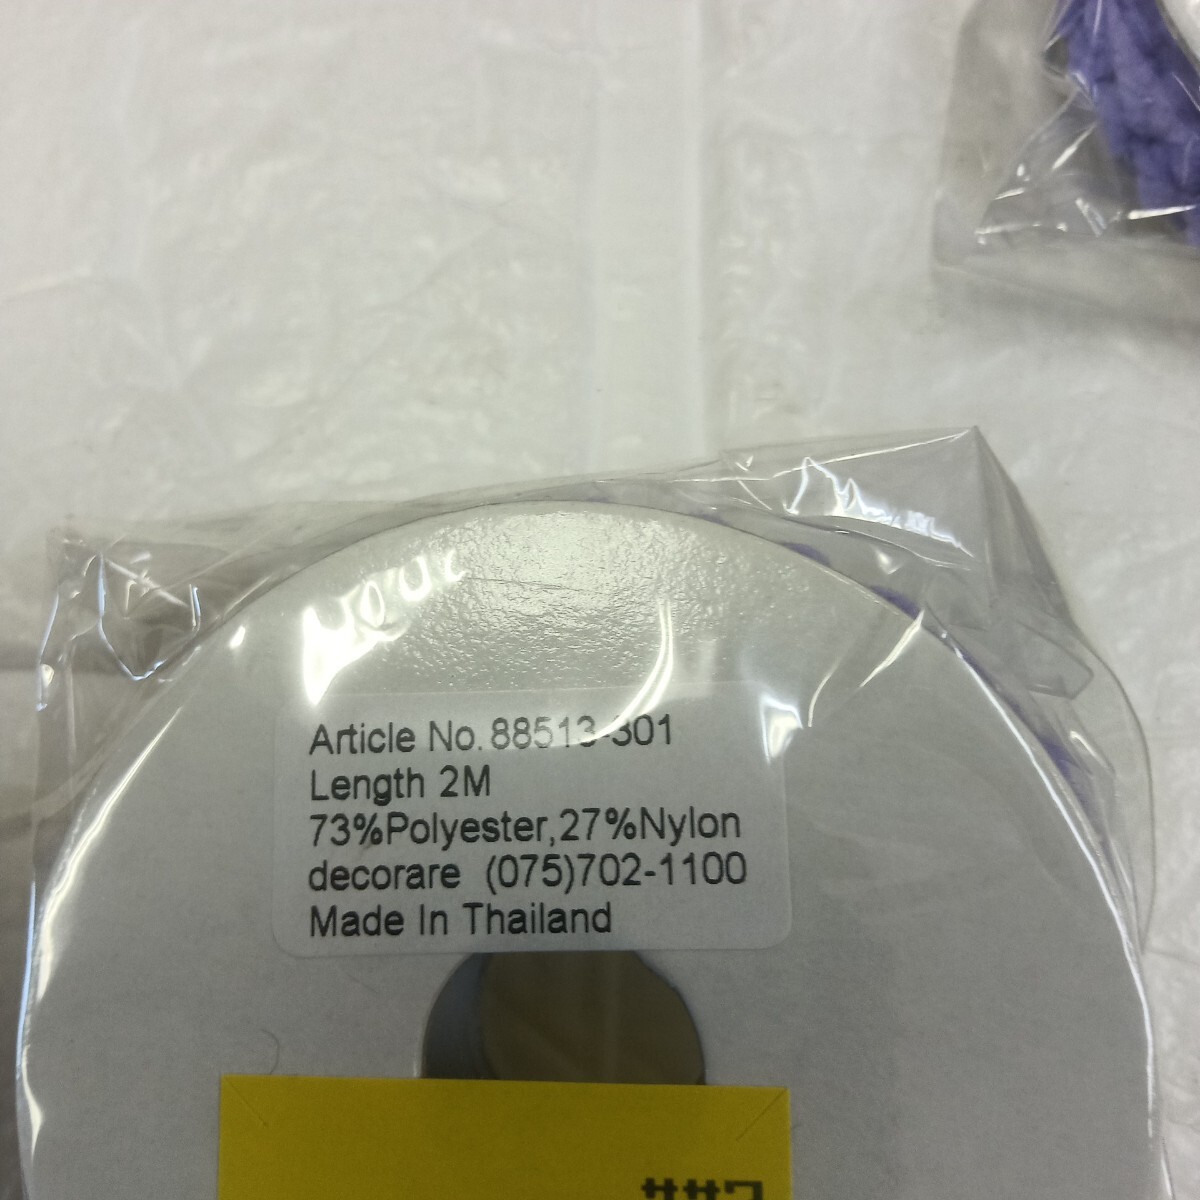 Article No. 88513-301
Length 2M
73%Polyester,27%Nylon
decorare (075)702-1100
Made In Thailand